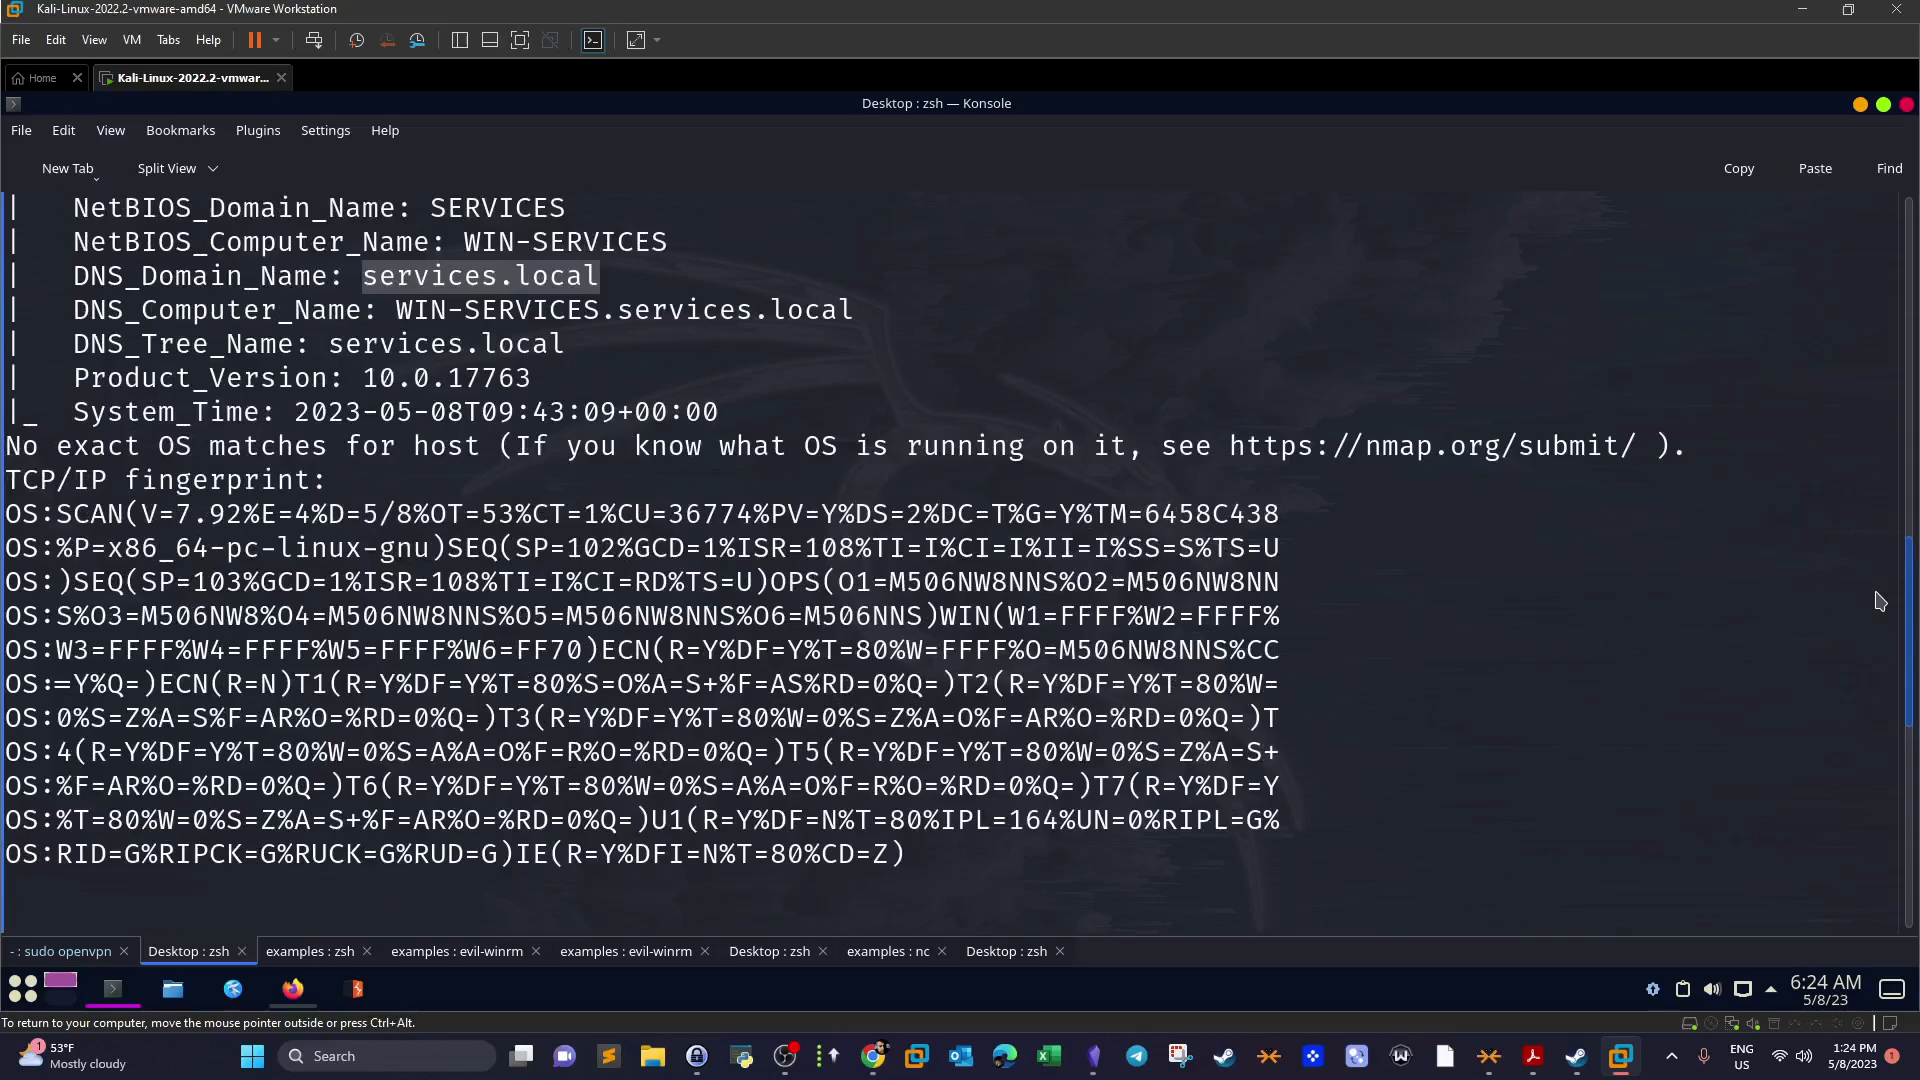 Kali-Linux-2022.2-vmware-amd64 - VMware Workstation
File Edit View VM Tabs Help
Home Kali-Linux-2022.2-vmwar...
Desktop : zsh — Konsole
File Edit View Bookmarks Plugins Settings Help
New Tab Split View Copy Paste Find
|    NetBIOS_Domain_Name: SERVICES
|    NetBIOS_Computer_Name: WIN-SERVICES
|    DNS_Domain_Name: services.local
|    DNS_Computer_Name: WIN-SERVICES.services.local
|    DNS_Tree_Name: services.local
|    Product_Version: 10.0.17763
|_   System_Time: 2023-05-08T09:43:09+00:00
No exact OS matches for host (If you know what OS is running on it, see https://nmap.org/submit/ ).
TCP/IP fingerprint:
OS:SCAN(V=7.92%E=4%D=5/8%OT=53%CT=1%CU=36774%PV=Y%DS=2%DC=T%G=Y%TM=6458C438
OS:%P=x86_64-pc-linux-gnu)SEQ(SP=102%GCD=1%ISR=108%TI=I%CI=I%II=I%SS=S%TS=U
OS:)SEQ(SP=103%GCD=1%ISR=108%TI=I%CI=RD%TS=U)OPS(O1=M506NW8NNS%O2=M506NW8NN
OS:S%O3=M506NW8%O4=M506NW8NNS%O5=M506NW8NNS%O6=M506NNS)WIN(W1=FFFF%W2=FFFF%
OS:W3=FFFF%W4=FFFF%W5=FFFF%W6=FF70)ECN(R=Y%DF=Y%T=80%W=FFFF%O=M506NW8NNS%CC
OS:=Y%Q=)ECN(R=N)T1(R=Y%DF=Y%T=80%S=O%A=S+%F=AS%RD=0%Q=)T2(R=Y%DF=Y%T=80%W=
OS:0%S=Z%A=S%F=AR%O=%RD=0%Q=)T3(R=Y%DF=Y%T=80%W=0%S=Z%A=O%F=AR%O=%RD=0%Q=)T
OS:4(R=Y%DF=Y%T=80%W=0%S=A%A=O%F=R%O=%RD=0%Q=)T5(R=Y%DF=Y%T=80%W=0%S=Z%A=S+
OS:%F=AR%O=%RD=0%Q=)T6(R=Y%DF=Y%T=80%W=0%S=A%A=O%F=R%O=%RD=0%Q=)T7(R=Y%DF=Y
OS:%T=80%W=0%S=Z%A=S+%F=AR%O=%RD=0%Q=)U1(R=Y%DF=N%T=80%IPL=164%UN=0%RIPL=G%
OS:RID=G%RIPCK=G%RUCK=G%RUD=G)IE(R=Y%DFI=N%T=80%CD=Z)
~ : sudo openvpn Desktop : zsh examples : zsh examples : evil-winrm examples : evil-winrm Desktop : zsh examples : nc Desktop : zsh
6:24 AM
5/8/23
To return to your computer, move the mouse pointer outside or press Ctrl+Alt.
1 53°F
Mostly cloudy
Search
ENG
US
1:24 PM
5/8/2023
1